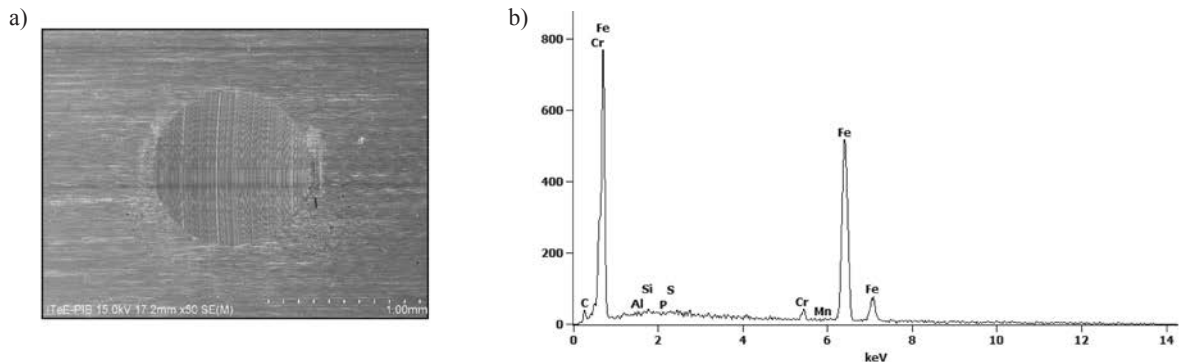 a)
iTeE-PIB 15.0kV 17.2mm x50 SE(M)
1.00mm
b)
800
600
400
200
0
Fe
Cr
C
Al
Si
P
S
Cr
Mn
Fe
Fe
0 2 4 6 8 10 12 14
keV